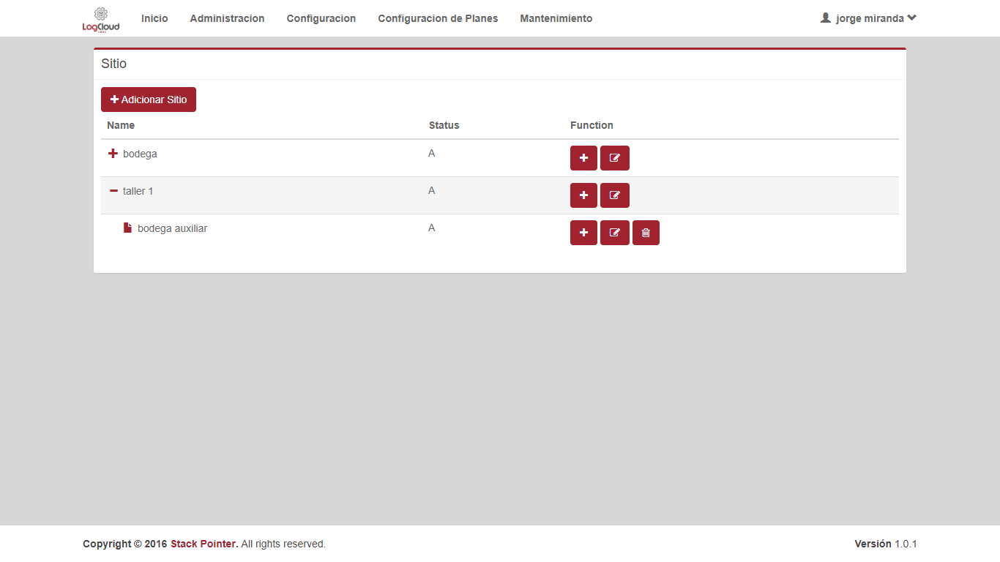 LogCloud
Inicio
Administracion
Configuracion
Configuracion de Planes
Mantenimiento
jorge miranda
Sitio
Adicionar Sitio
Name Status Function
bodega A
taller 1 A
bodega auxiliar A
Copyright © 2016 Stack Pointer. All rights reserved.
Versión 1.0.1